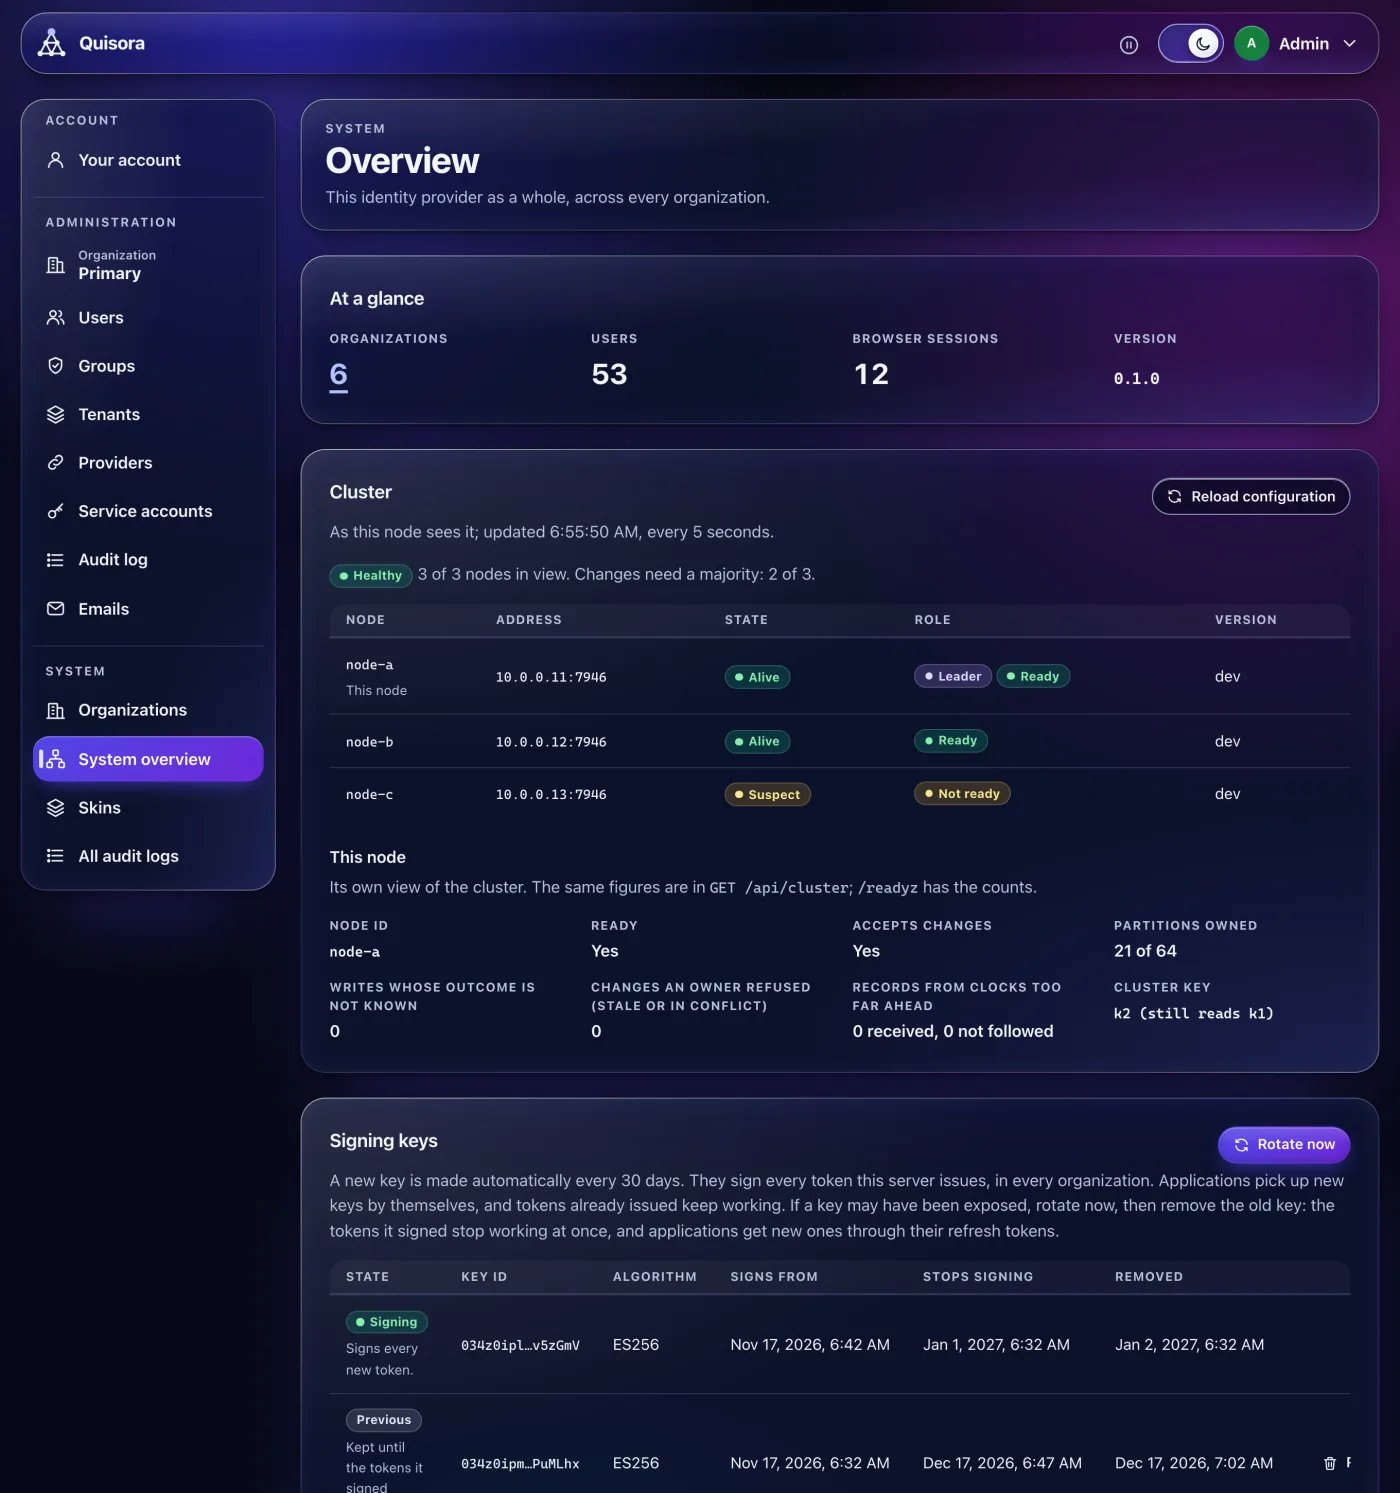 Quisora
A
Admin
ACCOUNT
Your account
ADMINISTRATION
Organization
Primary
Users
Groups
Tenants
Providers
Service accounts
Audit log
Emails
SYSTEM
Organizations
System overview
Skins
All audit logs
SYSTEM
Overview
This identity provider as a whole, across every organization.
At a glance
ORGANIZATIONS USERS BROWSER SESSIONS VERSION
6 53 12 0.1.0
Cluster
Reload configuration
As this node sees it; updated 6:55:50 AM, every 5 seconds.
Healthy 3 of 3 nodes in view. Changes need a majority: 2 of 3.
NODE ADDRESS STATE ROLE VERSION
node-a
This node
10.0.0.11:7946 Alive Leader Ready dev
node-b 10.0.0.12:7946 Alive Ready dev
node-c 10.0.0.13:7946 Suspect Not ready dev
This node
Its own view of the cluster. The same figures are in GET /api/cluster; /readyz has the counts.
NODE ID READY ACCEPTS CHANGES PARTITIONS OWNED
node-a Yes Yes 21 of 64
WRITES WHOSE OUTCOME IS
NOT KNOWN
0
CHANGES AN OWNER REFUSED
(STALE OR IN CONFLICT)
0
RECORDS FROM CLOCKS TOO
FAR AHEAD
0 received, 0 not followed
CLUSTER KEY
k2 (still reads k1)
Signing keys
Rotate now
A new key is made automatically every 30 days. They sign every token this server issues, in every organization. Applications pick up new
keys by themselves, and tokens already issued keep working. If a key may have been exposed, rotate now, then remove the old key: the
tokens it signed stop working at once, and applications get new ones through their refresh tokens.
STATE KEY ID ALGORITHM SIGNS FROM STOPS SIGNING REMOVED
Signing
Signs every
new token.
034z0ipl…v5zGmV ES256 Nov 17, 2026, 6:42 AM Jan 1, 2027, 6:32 AM Jan 2, 2027, 6:32 AM
Previous
Kept until
the tokens it
signed
034z0ipm…PuMLhx ES256 Nov 17, 2026, 6:32 AM Dec 17, 2026, 6:47 AM Dec 17, 2026, 7:02 AM